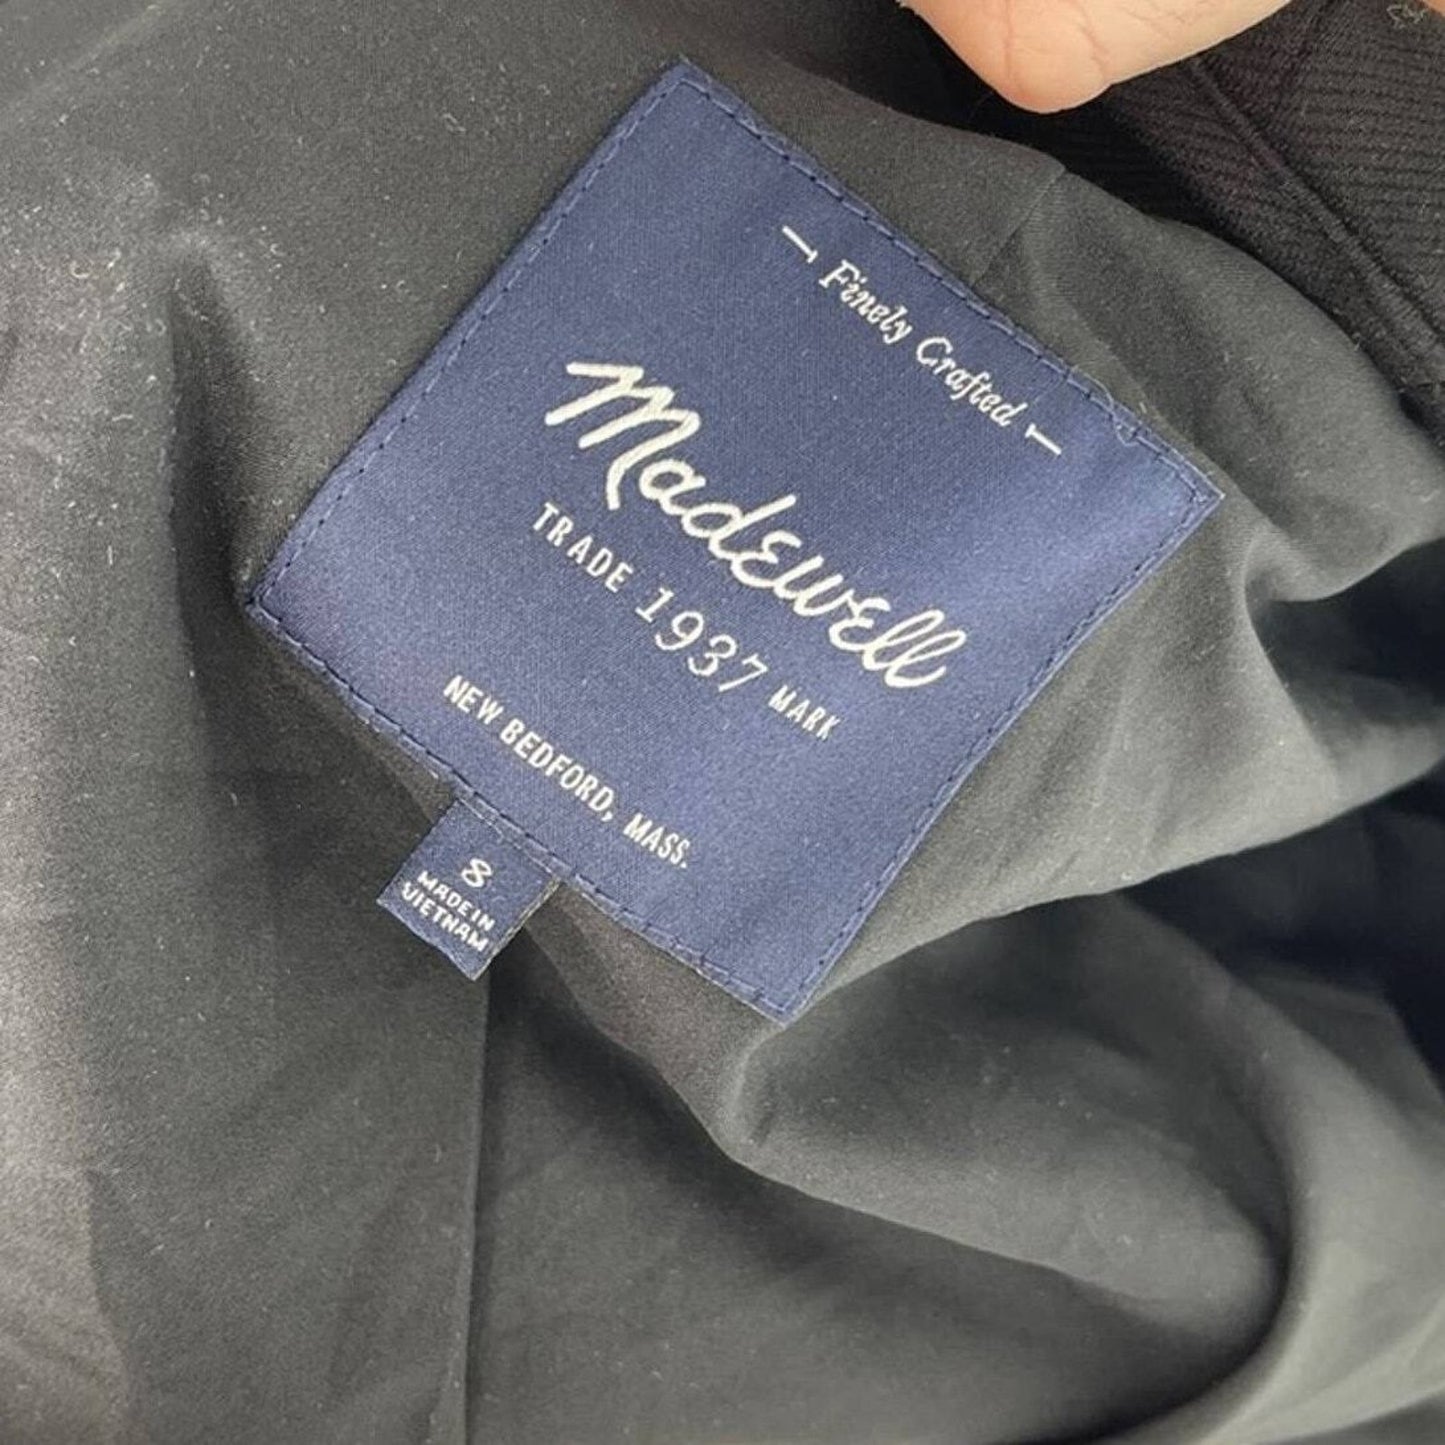 Finely Crafted
Madewell
TRADE 1937 MARK
NEW BEDFORD, MASS.
8
MADE IN
VIETNAM